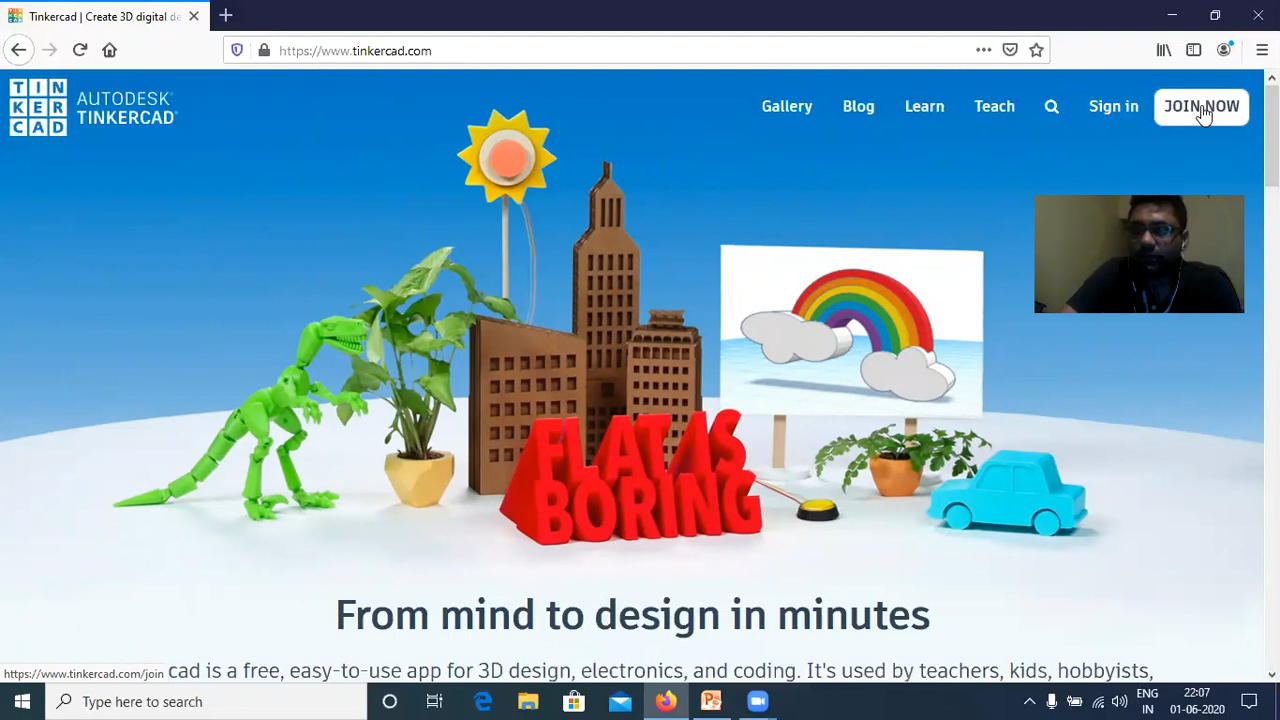 Tinkercad | Create 3D digital de
https://www.tinkercad.com
TIN
KER
CAD
AUTODESK
TINKERCAD
Gallery
Blog
Learn
Teach
Sign in
JOIN NOW
FLAT IS
BORING
From mind to design in minutes
https://www.tinkercad.com/join
cad is a free, easy-to-use app for 3D design, electronics, and coding. It's used by teachers, kids, hobbyists,
Type here to search
ENG
IN
22:07
01-06-2020